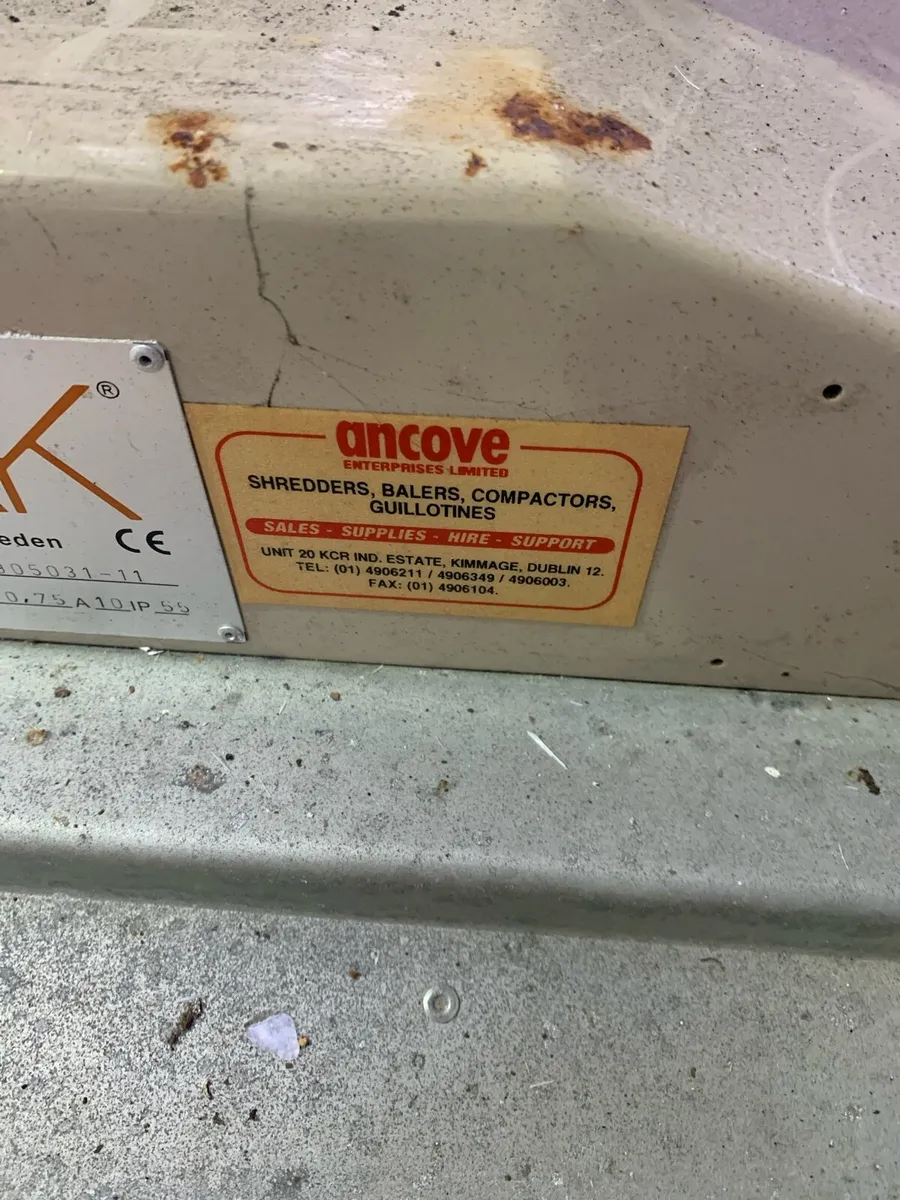 K®
eden CE
305031-11
0,75 A 10 IP 55
ancove
ENTERPRISES LIMITED
SHREDDERS, BALERS, COMPACTORS,
GUILLOTINES
SALES - SUPPLIES - HIRE - SUPPORT
UNIT 20 KCR IND. ESTATE, KIMMAGE, DUBLIN 12.
TEL: (01) 4906211 / 4906349 / 4906003.
FAX: (01) 4906104.